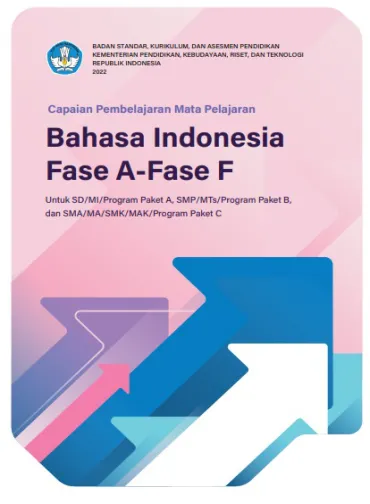 BADAN STANDAR, KURIKULUM, DAN ASESMEN PENDIDIKAN
KEMENTERIAN PENDIDIKAN, KEBUDAYAAN, RISET, DAN TEKNOLOGI
REPUBLIK INDONESIA
2022
Capaian Pembelajaran Mata Pelajaran
Bahasa Indonesia
Fase A-Fase F
Untuk SD/MI/Program Paket A, SMP/MTs/Program Paket B,
dan SMA/MA/SMK/MAK/Program Paket C